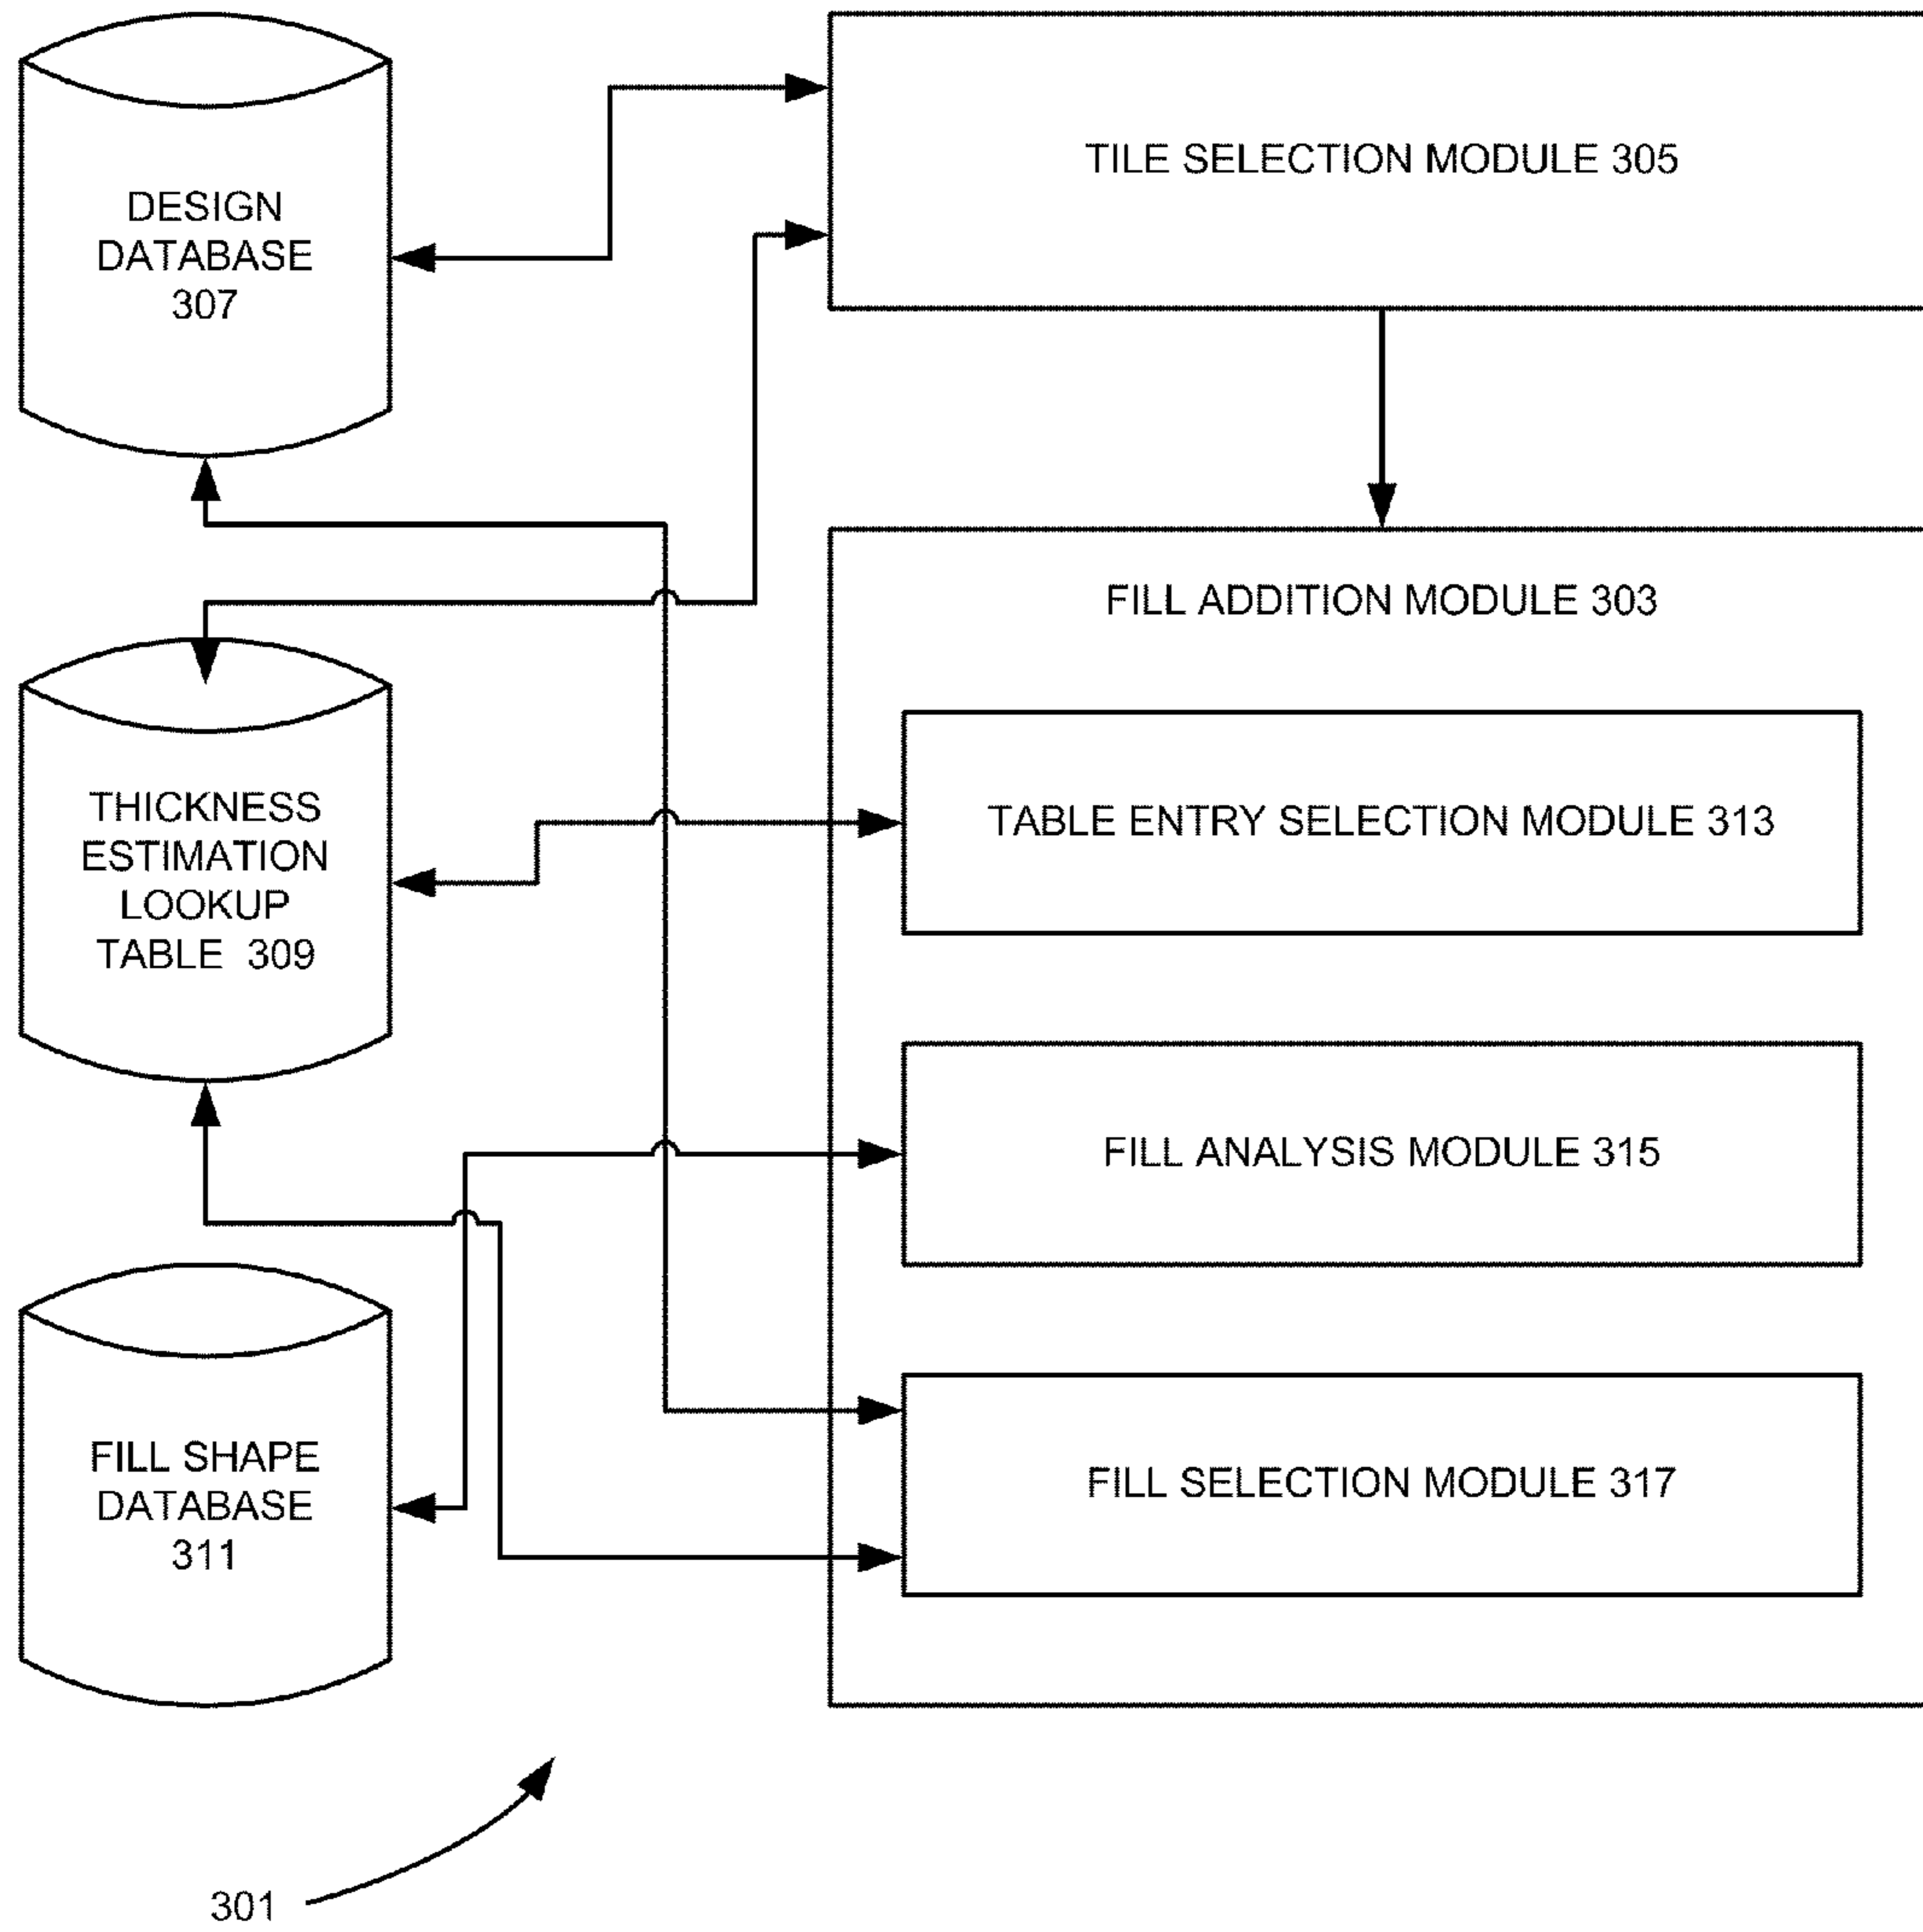 DESIGN
DATABASE
307
TILE SELECTION MODULE 305
FILL ADDITION MODULE 303
THICKNESS
ESTIMATION
LOOKUP
TABLE 309
TABLE ENTRY SELECTION MODULE 313
FILL ANALYSIS MODULE 315
FILL SHAPE
DATABASE
311
FILL SELECTION MODULE 317
301